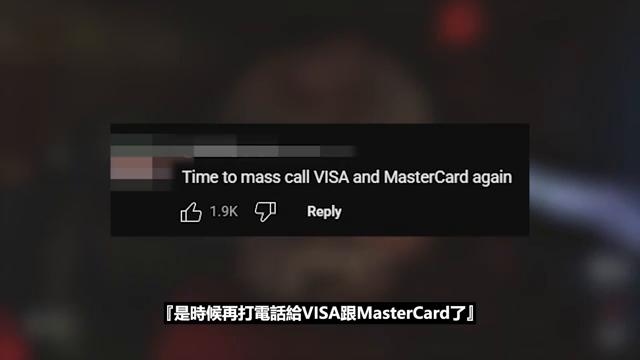 Time to mass call VISA and MasterCard again
1.9K
Reply
『是時候再打電話給VISA跟MasterCard了』